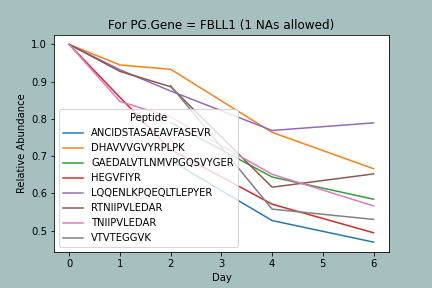 For PG.Gene = FBLL1 (1 NAs allowed)
Relative Abundance
1.0
0.9
0.8
0.7
0.6
0.5
Peptide
ANCIDSTASAEAVFASEVR
DHAVVVGVYRPLPK
GAEDALVTLNMVPGQSVYGER
HEGVFIYR
LQQENLKPQEQLTLEPYER
RTNIIPVLEDAR
TNIIPVLEDAR
VTVTEGGVK
0 1 2 3 4 5 6
Day